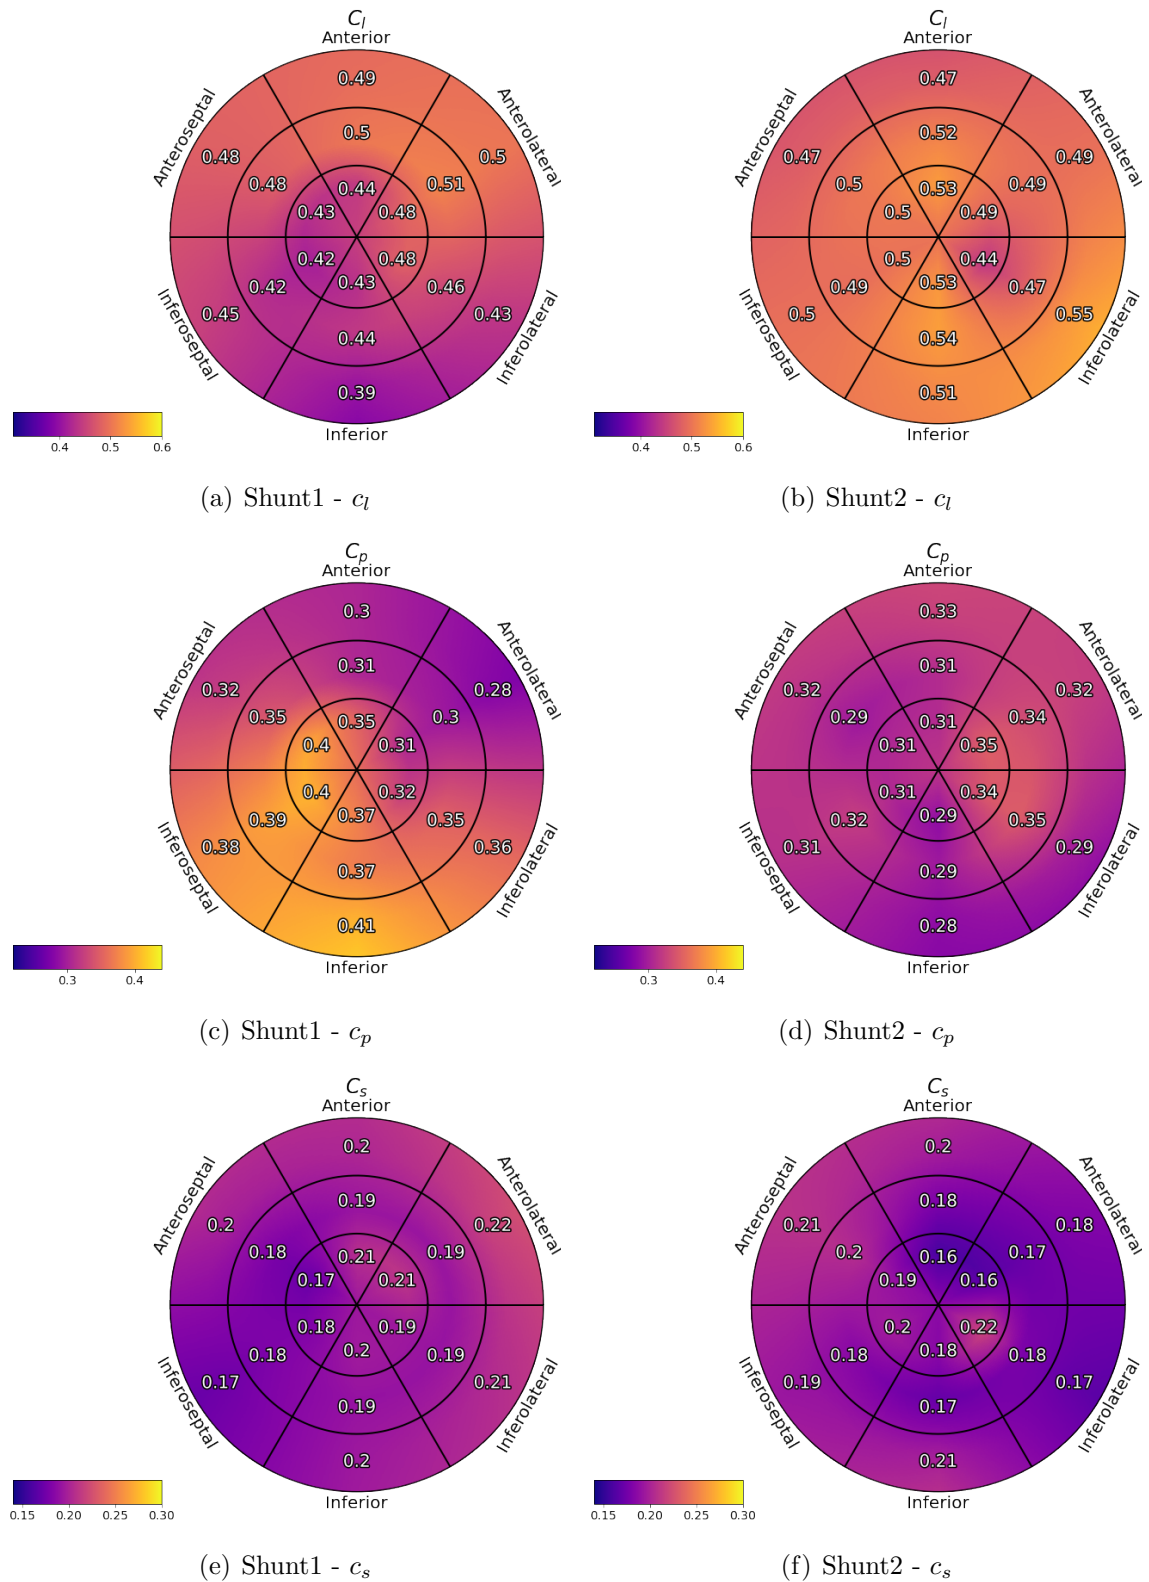 C_l
Anterior
C_l
Anterior
0.49
0.47
Anteroseptal
Anterolateral
Anteroseptal
Anterolateral
0.5
0.52
0.48
0.5
0.47
0.49
0.48
0.51
0.5
0.49
0.44
0.53
0.43
0.48
0.5
0.49
0.42
0.48
0.5
0.44
0.43
0.53
0.42
0.46
0.49
0.47
0.45
0.43
0.5
0.55
Inferoseptal
Inferolateral
Inferoseptal
Inferolateral
0.44
0.54
0.39
0.51
Inferior
Inferior
0.4 0.5 0.6
0.4 0.5 0.6
(a) Shunt1 - c_l
(b) Shunt2 - c_l
C_p
Anterior
C_p
Anterior
0.3
0.33
Anteroseptal
Anterolateral
Anteroseptal
Anterolateral
0.31
0.31
0.32
0.28
0.32
0.32
0.35
0.3
0.29
0.34
0.35
0.31
0.4
0.31
0.31
0.35
0.4
0.32
0.31
0.34
0.37
0.29
0.39
0.35
0.32
0.35
0.38
0.36
0.31
0.29
Inferoseptal
Inferolateral
Inferoseptal
Inferolateral
0.37
0.29
0.41
0.28
Inferior
Inferior
0.3 0.4
0.3 0.4
(c) Shunt1 - c_p
(d) Shunt2 - c_p
C_s
Anterior
C_s
Anterior
0.2
0.2
Anteroseptal
Anterolateral
Anteroseptal
Anterolateral
0.19
0.18
0.2
0.22
0.21
0.18
0.18
0.19
0.2
0.17
0.21
0.16
0.17
0.21
0.19
0.16
0.18
0.19
0.2
0.22
0.2
0.18
0.18
0.19
0.18
0.18
0.17
0.21
0.19
0.17
Inferoseptal
Inferolateral
Inferoseptal
Inferolateral
0.19
0.17
0.2
0.21
Inferior
Inferior
0.15 0.20 0.25 0.30
0.15 0.20 0.25 0.30
(e) Shunt1 - c_s
(f) Shunt2 - c_s